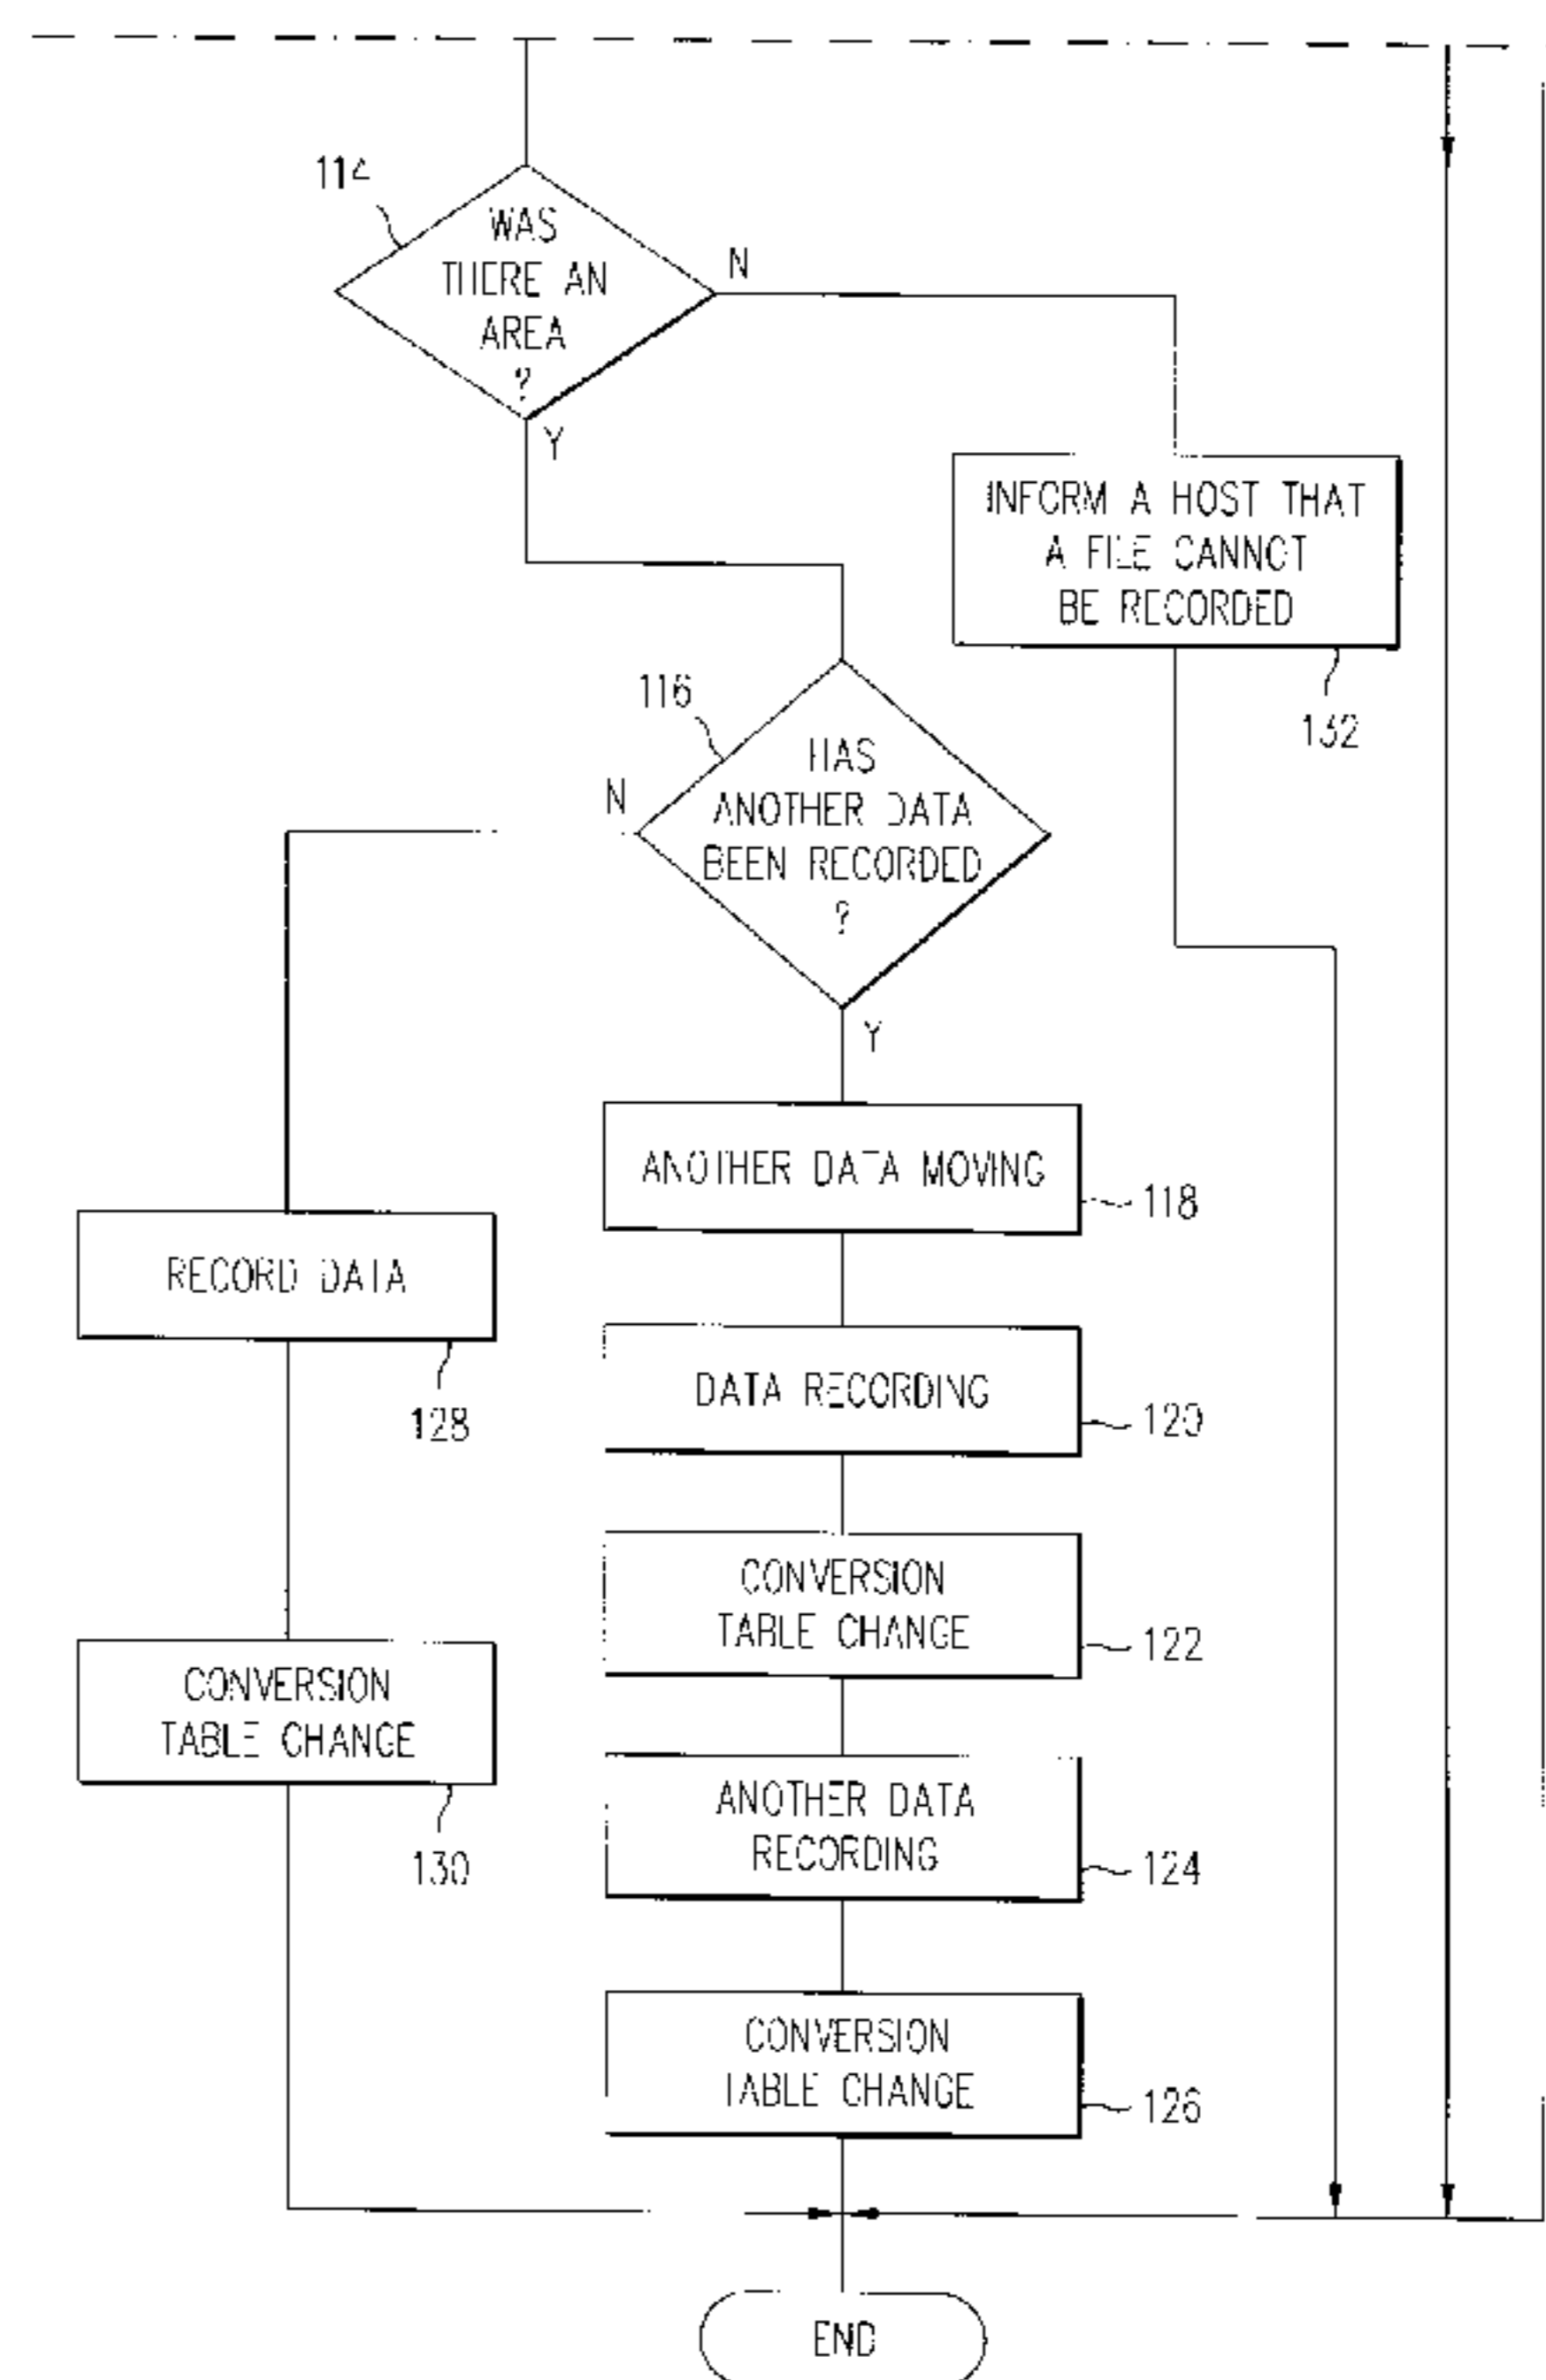 114
WAS
THERE AN
AREA
?
N
Y
INFORM A HOST THAT
A FILE CANNOT
BE RECORDED
132
116
HAS
ANOTHER DATA
BEEN RECORDED
?
N
Y
ANOTHER DATA MOVING
118
RECORD DATA
128
DATA RECORDING
120
CONVERSION
TABLE CHANGE
122
CONVERSION
TABLE CHANGE
130
ANOTHER DATA
RECORDING
124
CONVERSION
TABLE CHANGE
126
END